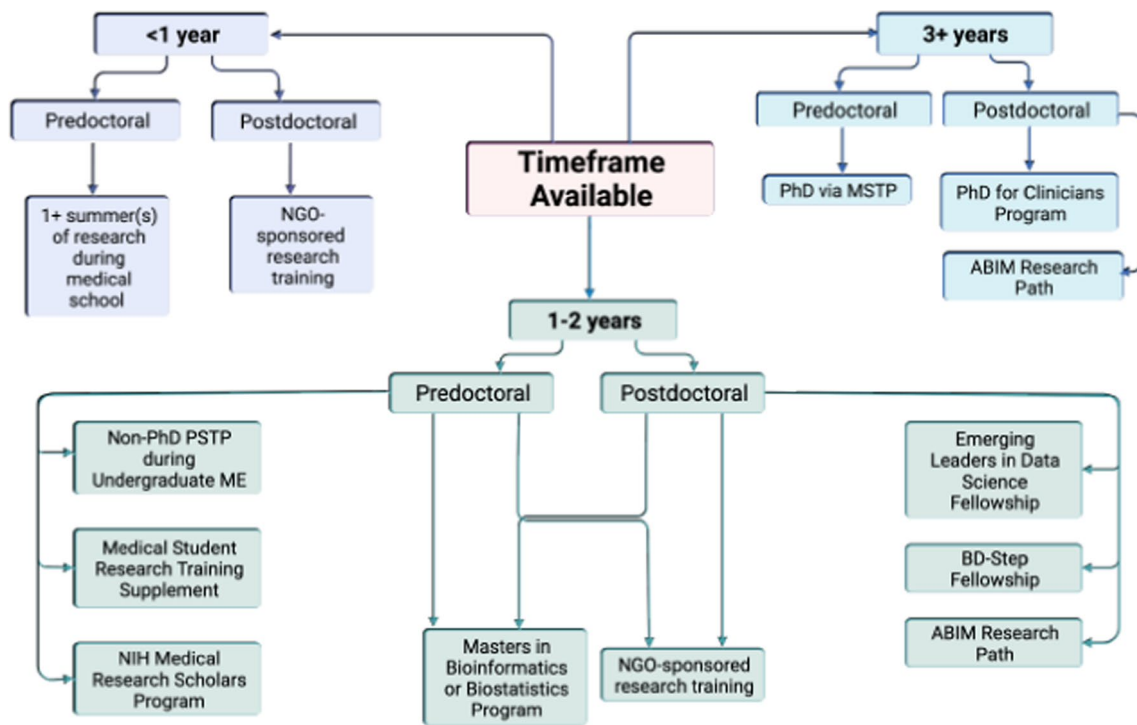 <1 year
3+ years
Predoctoral
Postdoctoral
Predoctoral
Postdoctoral
Timeframe
Available
1+ summer(s)
of research
during
medical
school
NGO-
sponsored
research
training
PhD via MSTP
PhD for Clinicians
Program
ABIM Research
Path
1-2 years
Predoctoral
Postdoctoral
Non-PhD PSTP
during
Undergraduate ME
Medical Student
Research Training
Supplement
NIH Medical
Research Scholars
Program
Masters in
Bioinformatics
or Biostatistics
Program
NGO-sponsored
research training
Emerging
Leaders in Data
Science
Fellowship
BD-Step
Fellowship
ABIM Research
Path